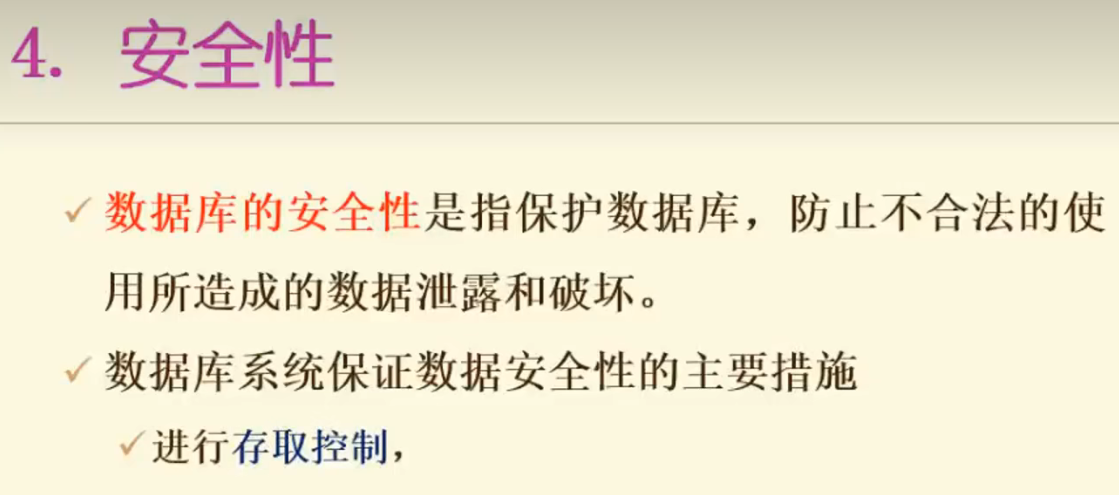 4. 安全性
数据库的安全性是指保护数据库，防止不合法的使
用所造成的数据泄露和破坏。
数据库系统保证数据安全性的主要措施
进行存取控制，